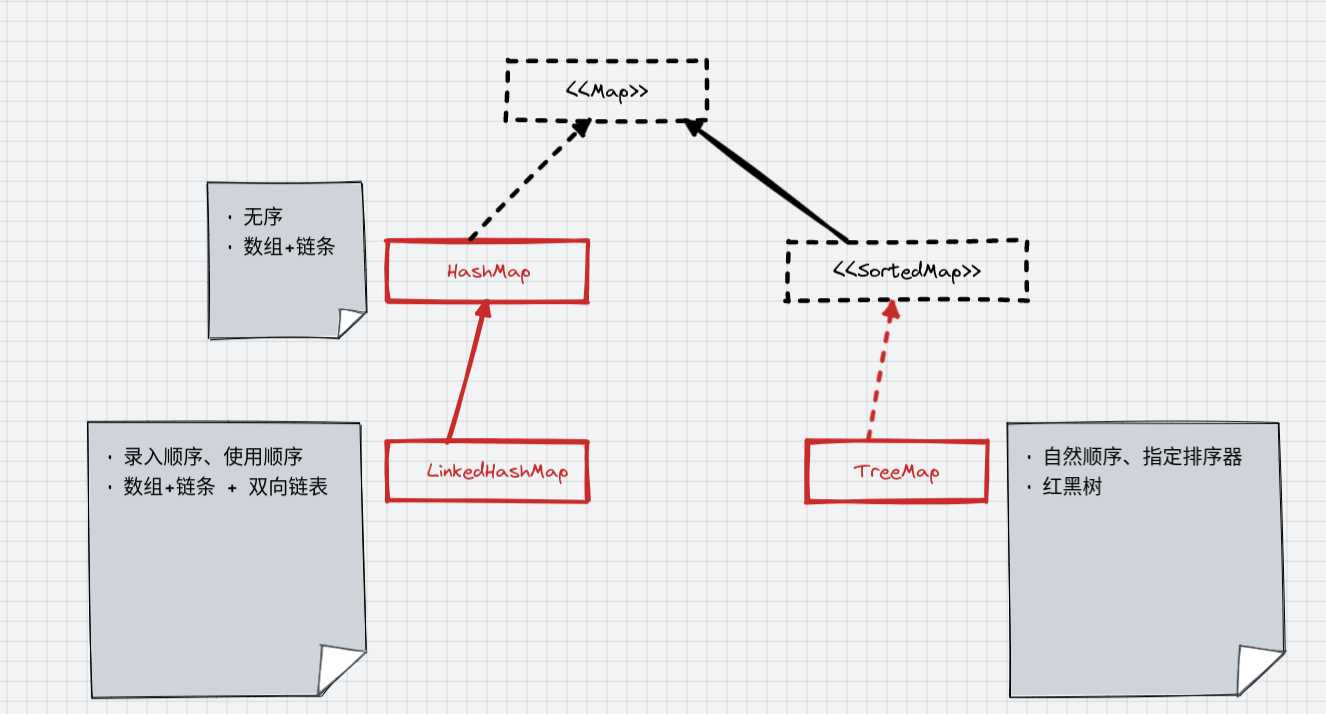 <<Map>>
· 无序
· 数组+链条
HashMap
<<SortedMap>>
· 录入顺序、使用顺序
· 数组+链条 + 双向链表
LinkedHashMap
TreeMap
· 自然顺序、指定排序器
· 红黑树